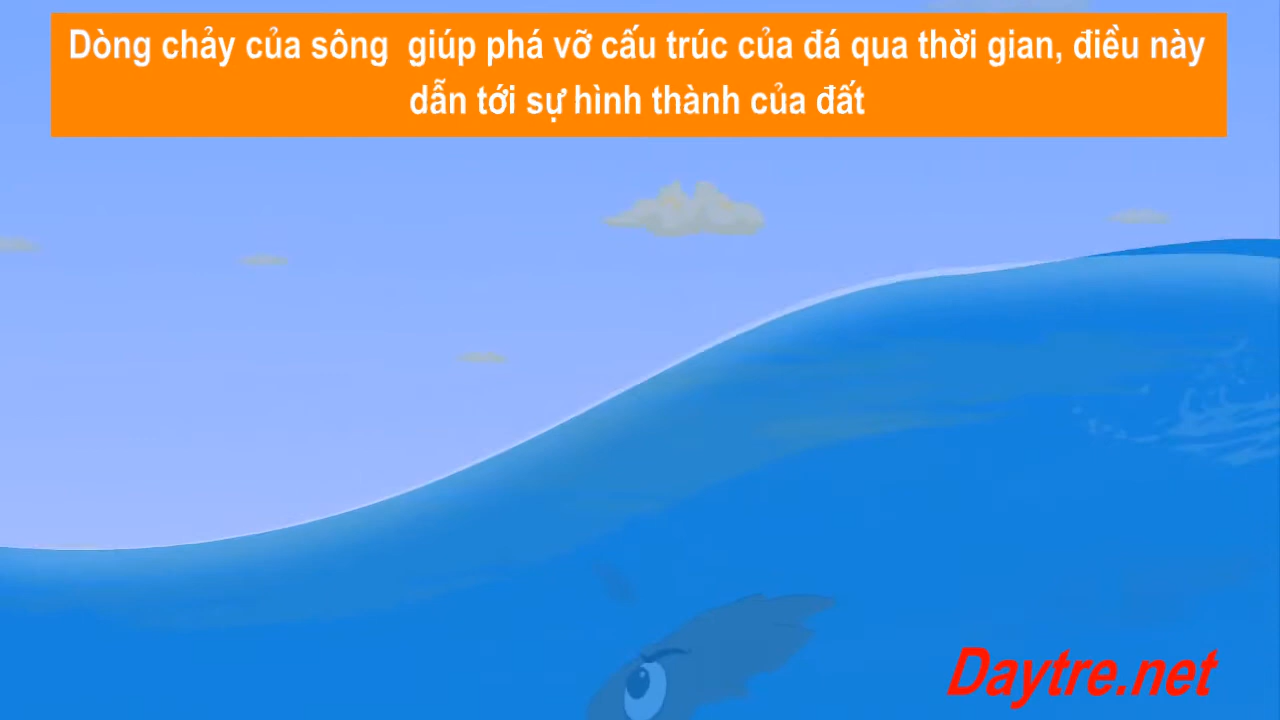 Dòng chảy của sông  giúp phá vỡ cấu trúc của đá qua thời gian, điều này
dẫn tới sự hình thành của đất
Daytre.net